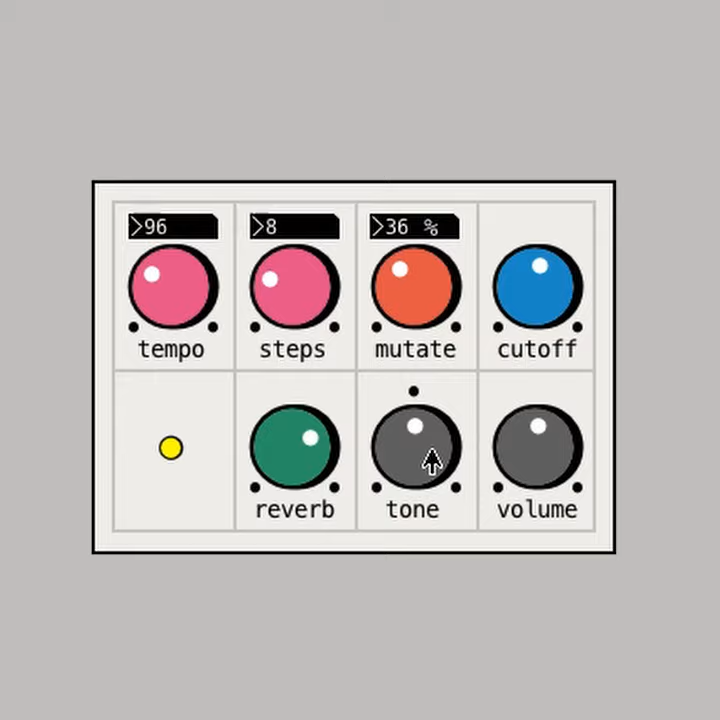 >96
>8
>36 %
tempo
steps
mutate
cutoff
reverb
tone
volume